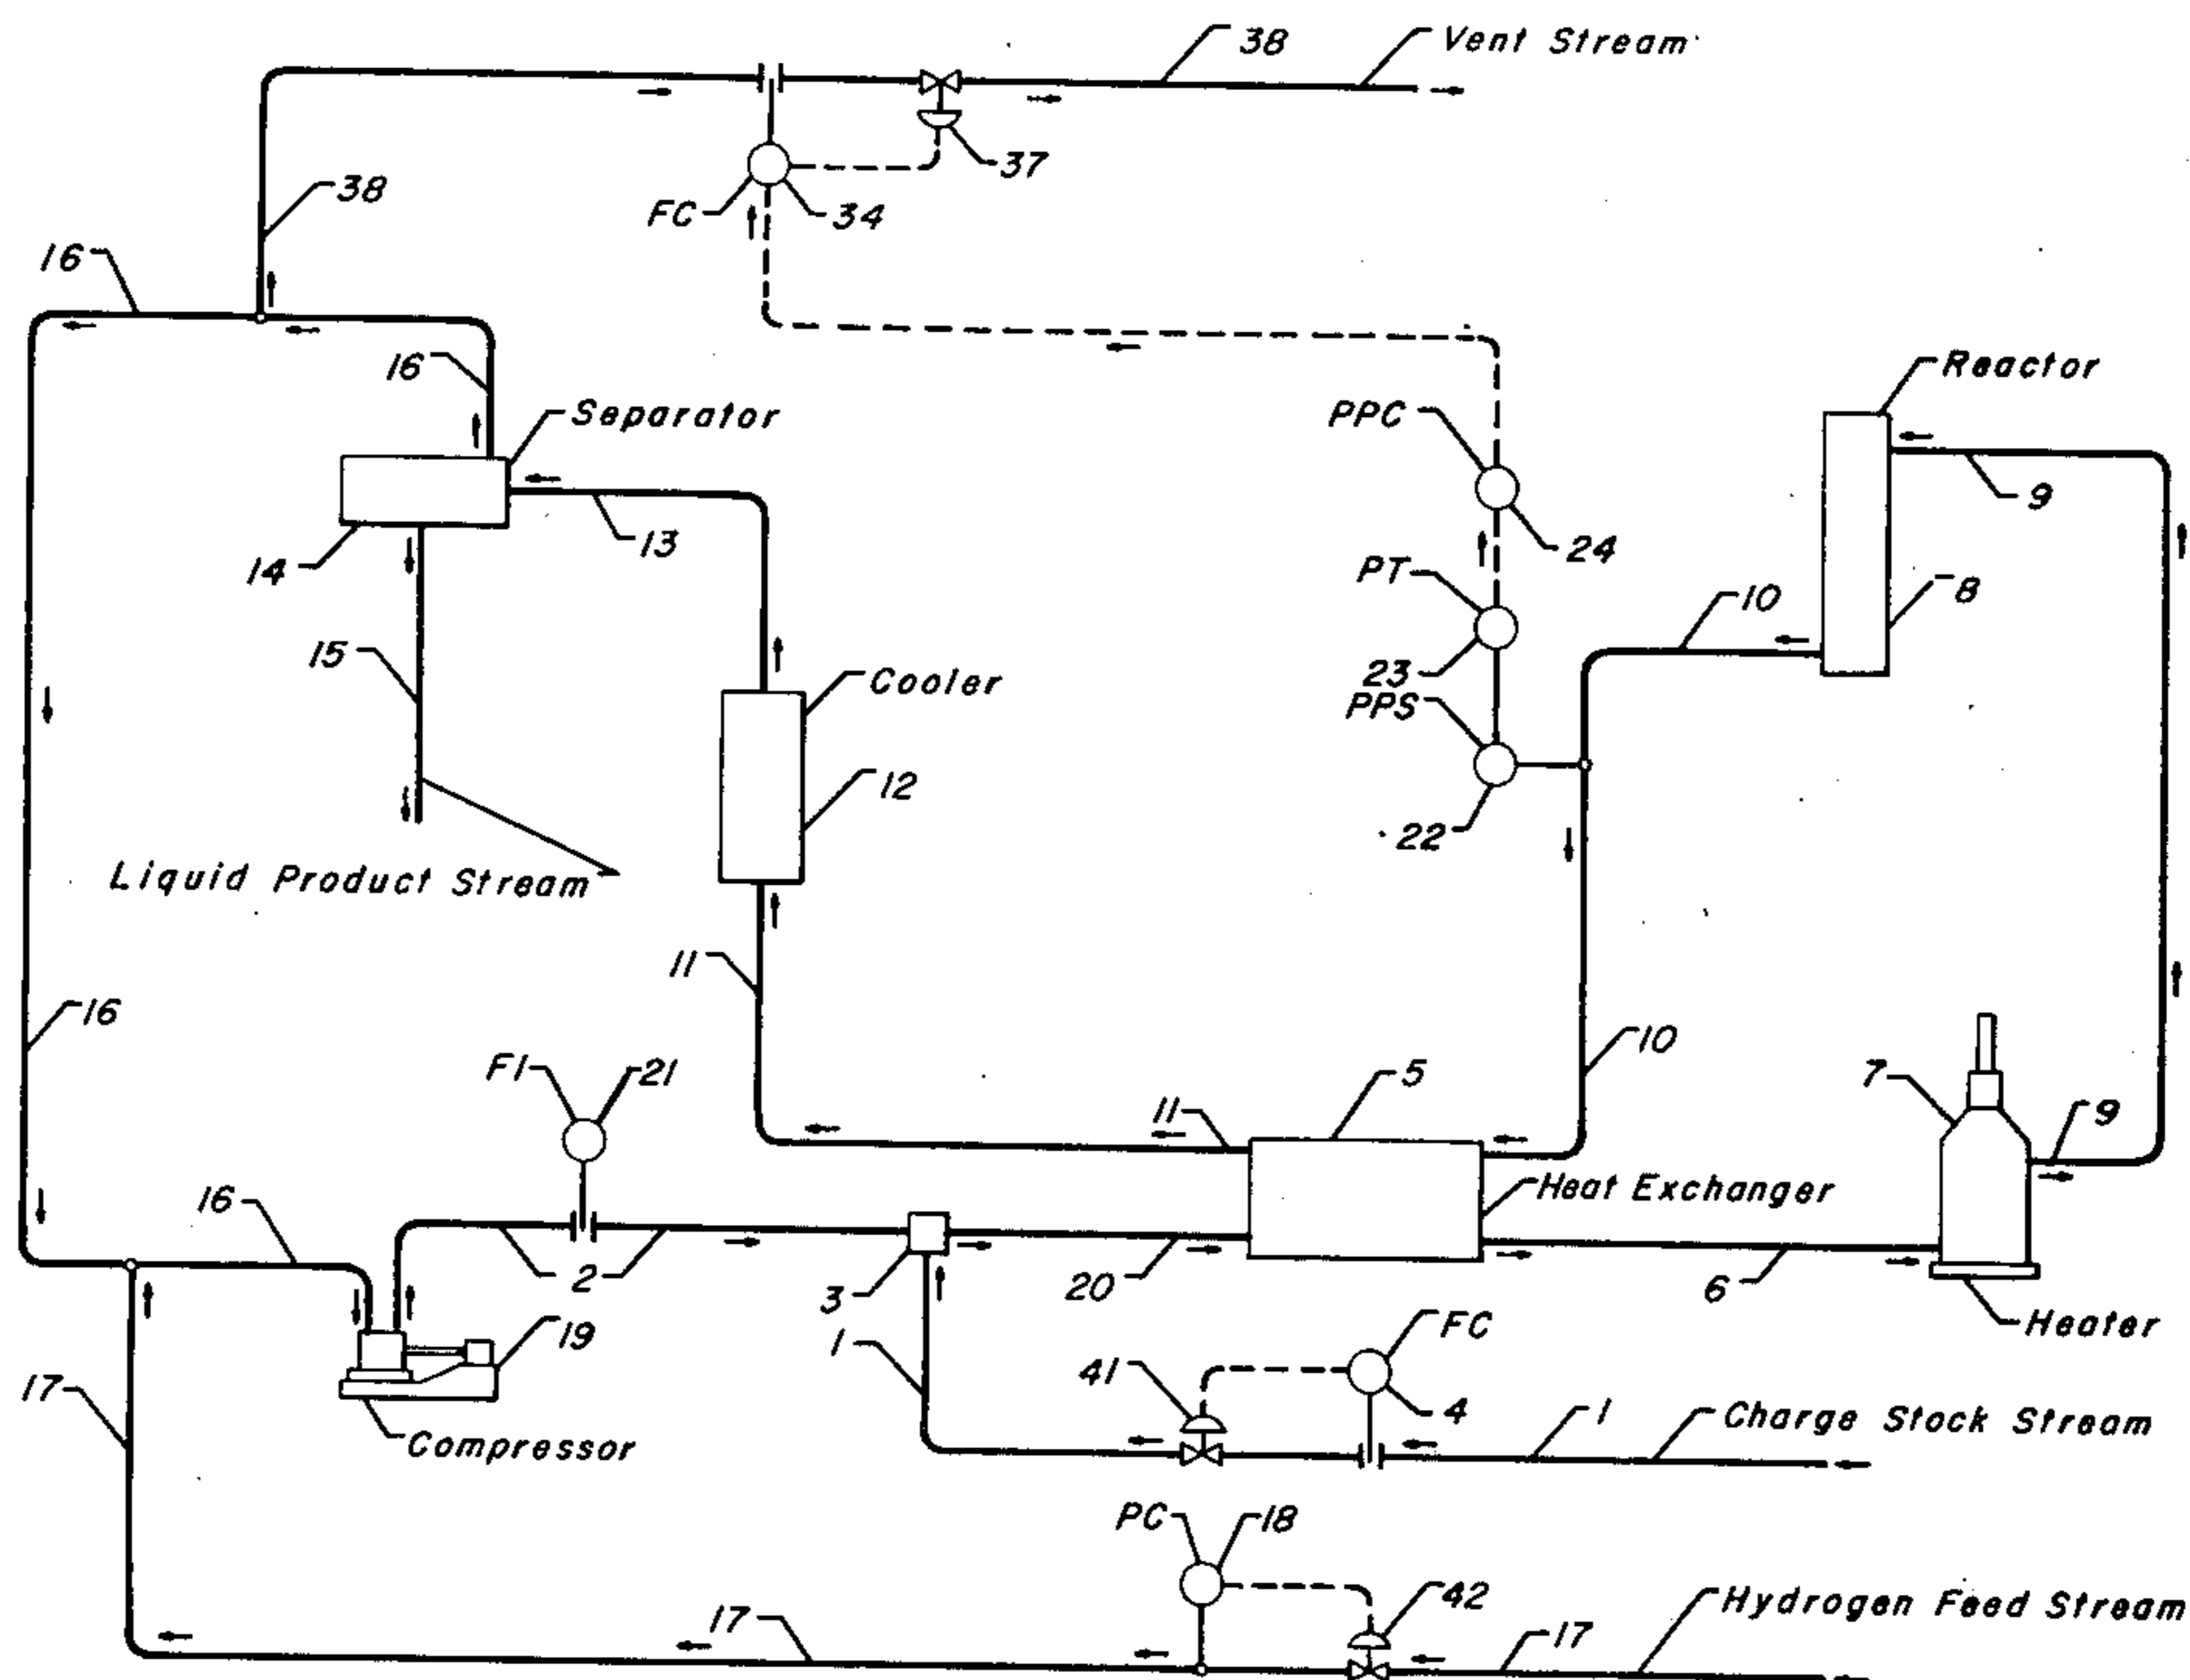 38
Vent Stream
37
FC
34
38
16
16
Separator
Reactor
PPC
9
13
24
14
PT
10
8
15
23
Cooler
PPS
12
22
Liquid Product Stream
11
16
10
F1
21
5
7
11
9
Heat Exchanger
16
2
3
20
6
Heater
19
1
FC
41
4
17
1
Charge Stock Stream
Compressor
PC
18
42
Hydrogen Feed Stream
17
17